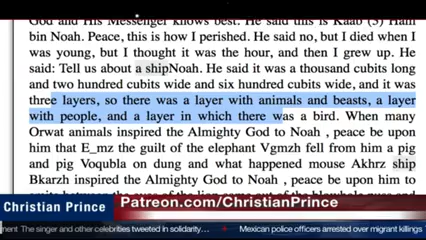 God and His Messenger knows best. He said this is Kaab (5) Ham
bin Noah. Peace, this is how I perished. He said no, but I died when I
was young, but I thought it was the hour, and then I grew up. He
said: Tell us about a shipNoah. He said it was a thousand cubits long
and two hundred cubits wide and six hundred cubits wide, and it was
three layers, so there was a layer with animals and beasts, a layer
with people, and a layer in which there was a bird. When many
Orwat animals inspired the Almighty God to Noah , peace be upon
him that E_mz the guilt of the elephant Vgmzh fell from him a pig
and pig Voqubla on dung and what happened mouse Akhrz ship
Bkarzh inspired the Almighty God to Noah , peace be upon him to
Christian Prince
Patreon.com/ChristianPrince
ment The singer and other celebrities tweeted in solidarity…
Mexican police officers arrested over migrant killings